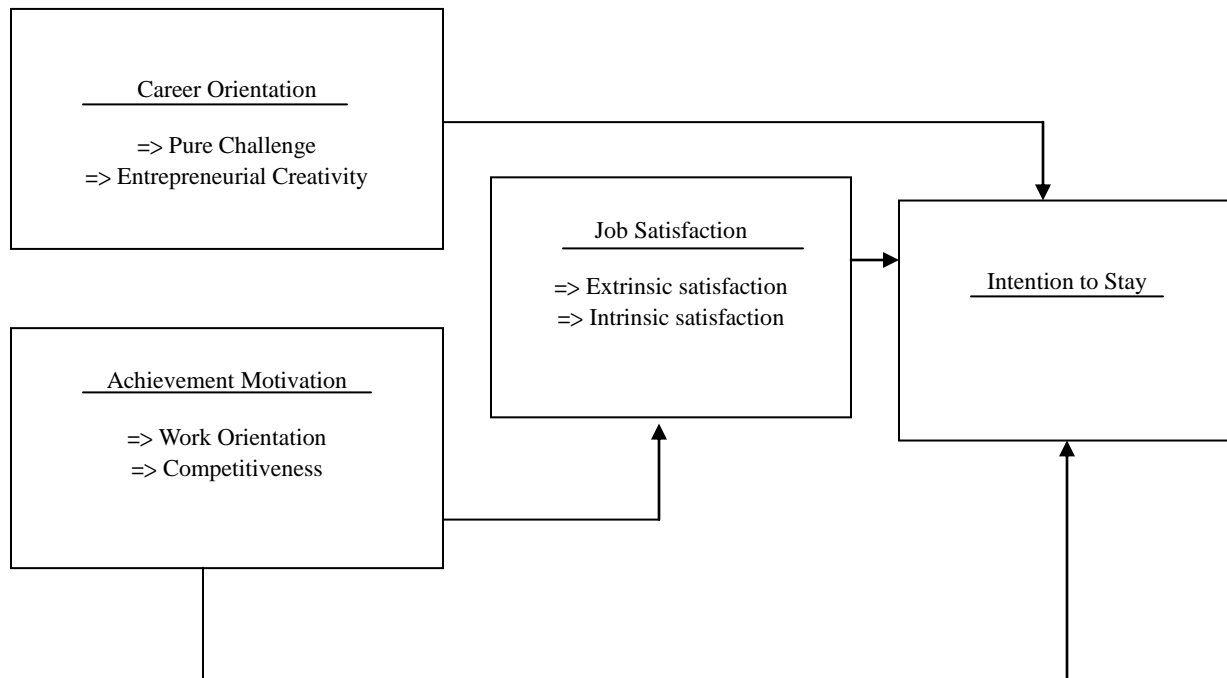 Career Orientation
=> Pure Challenge
=> Entrepreneurial Creativity
Job Satisfaction
=> Extrinsic satisfaction
=> Intrinsic satisfaction
Intention to Stay
Achievement Motivation
=> Work Orientation
=> Competitiveness